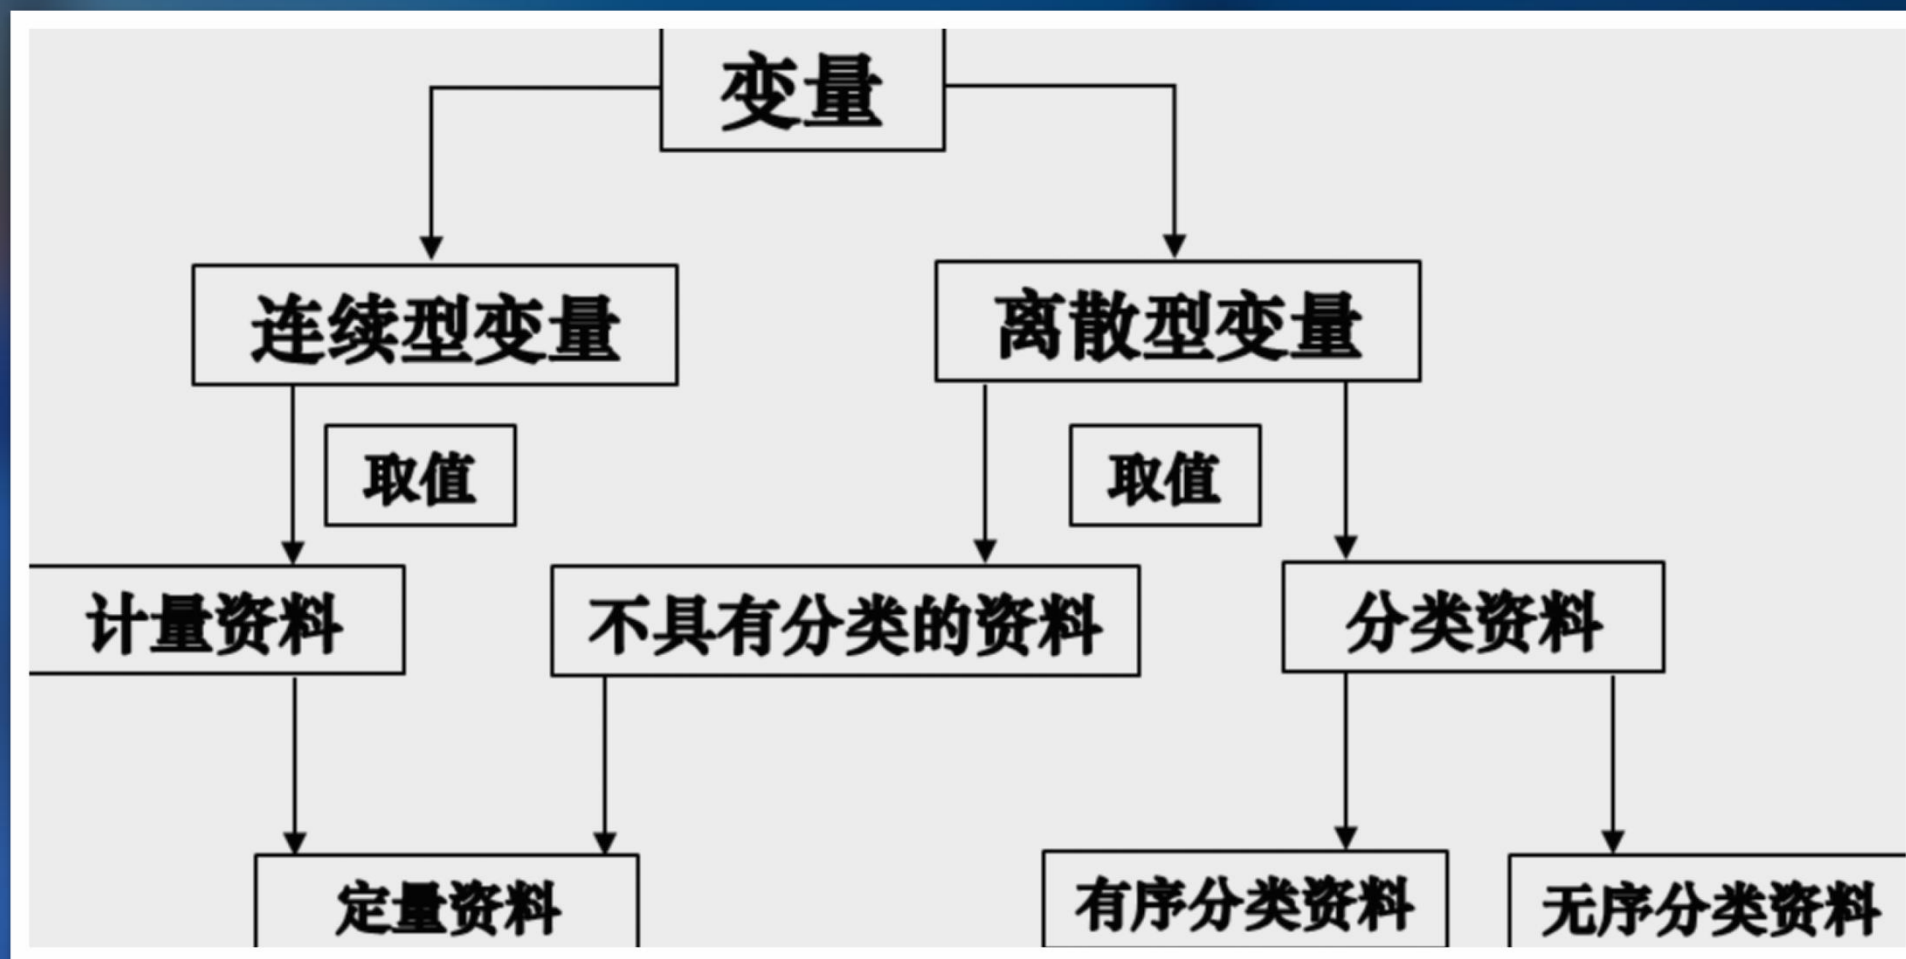 变量
连续型变量
离散型变量
取值
取值
计量资料
不具有分类的资料
分类资料
定量资料
有序分类资料
无序分类资料